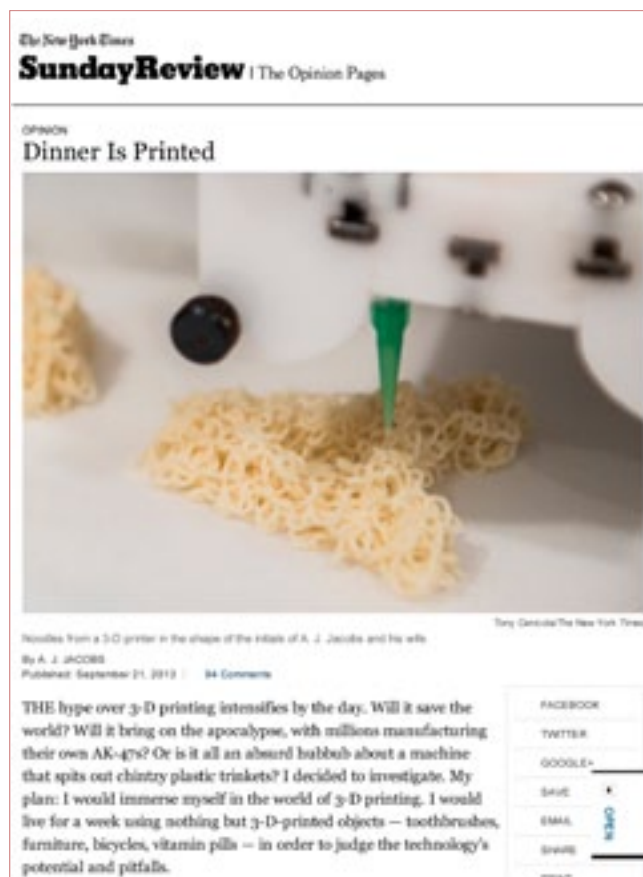 The New York Times
SundayReview | The Opinion Pages
OPINION
Dinner Is Printed
Tony Cenicola/The New York Times
Noodles from a 3-D printer in the shape of the initials of A. J. Jacobs and his wife
By A. J. JACOBS
Published: September 21, 2013
94 Comments
THE hype over 3-D printing intensifies by the day. Will it save the
world? Will it bring on the apocalypse, with millions manufacturing
their own AK-47s? Or is it all an absurd hubbub about a machine
that spits out chintzy plastic trinkets? I decided to investigate. My
plan: I would immerse myself in the world of 3-D printing. I would
live for a week using nothing but 3-D-printed objects — toothbrushes,
furniture, bicycles, vitamin pills — in order to judge the technology's
potential and pitfalls.
FACEBOOK
TWITTER
GOOGLE+
SAVE
EMAIL
SHARE
OPEN